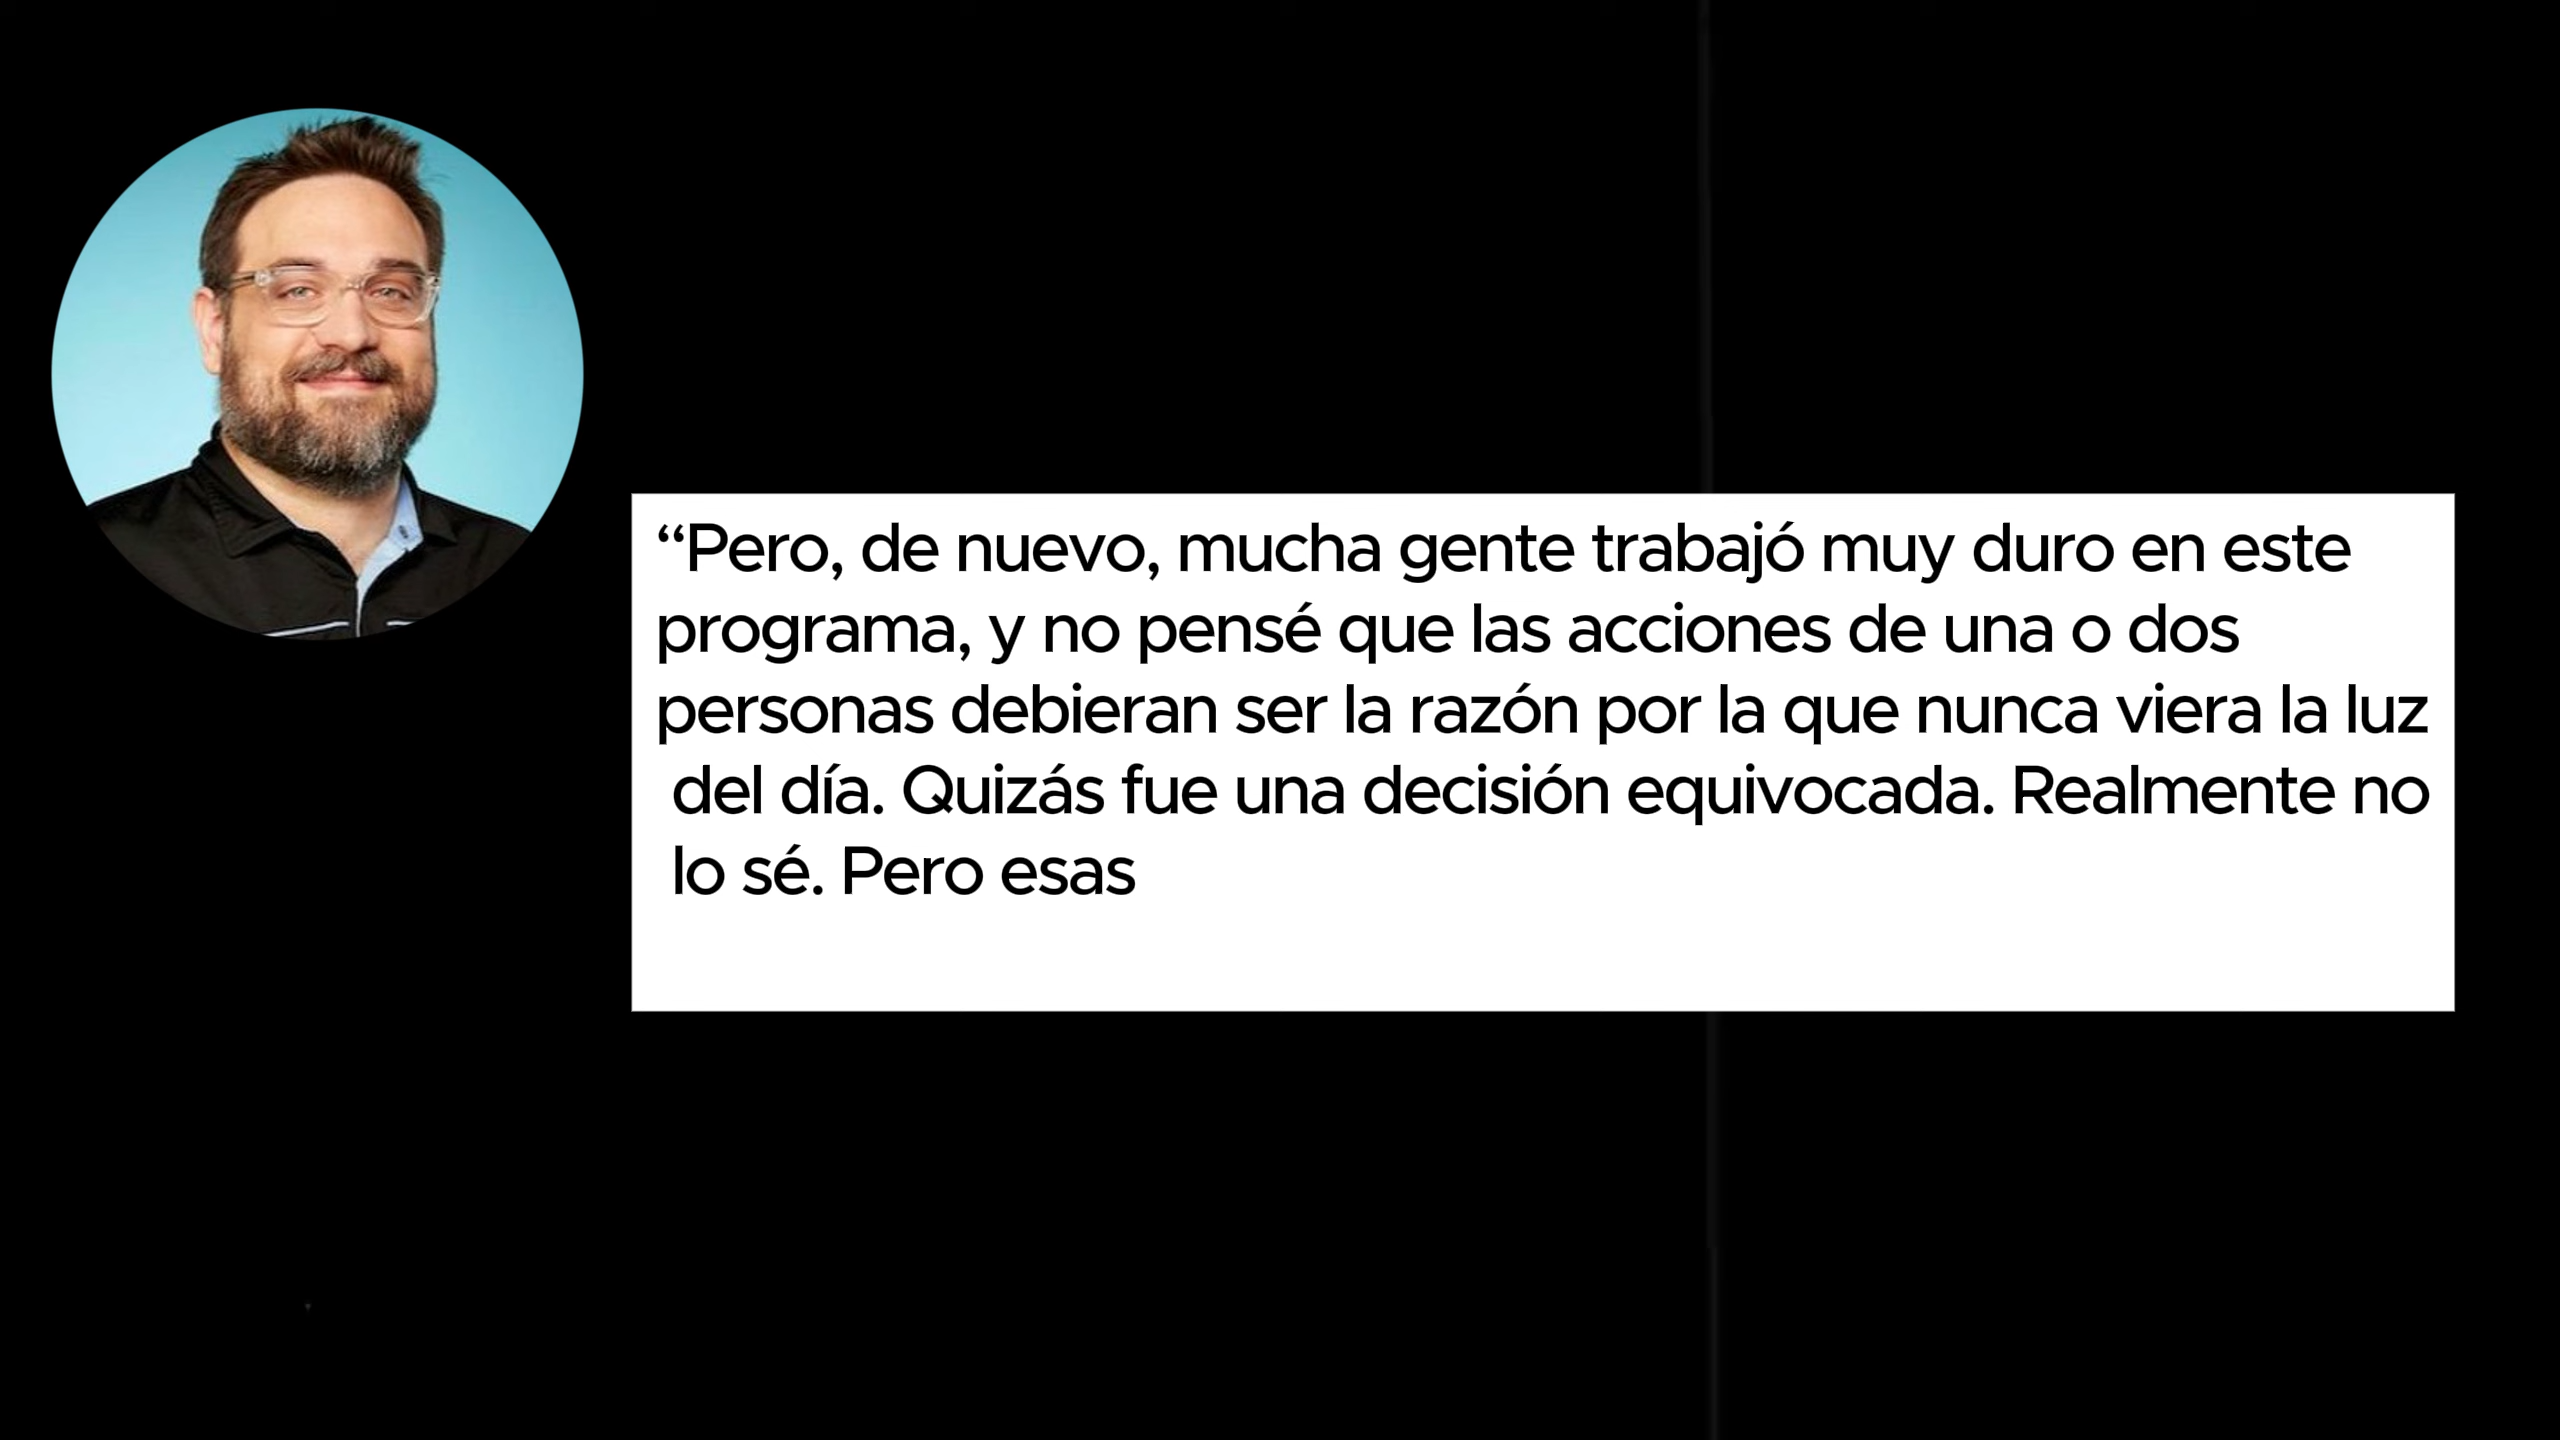 “Pero, de nuevo, mucha gente trabajó muy duro en este
programa, y no pensé que las acciones de una o dos
personas debieran ser la razón por la que nunca viera la luz
del día. Quizás fue una decisión equivocada. Realmente no
lo sé. Pero esas